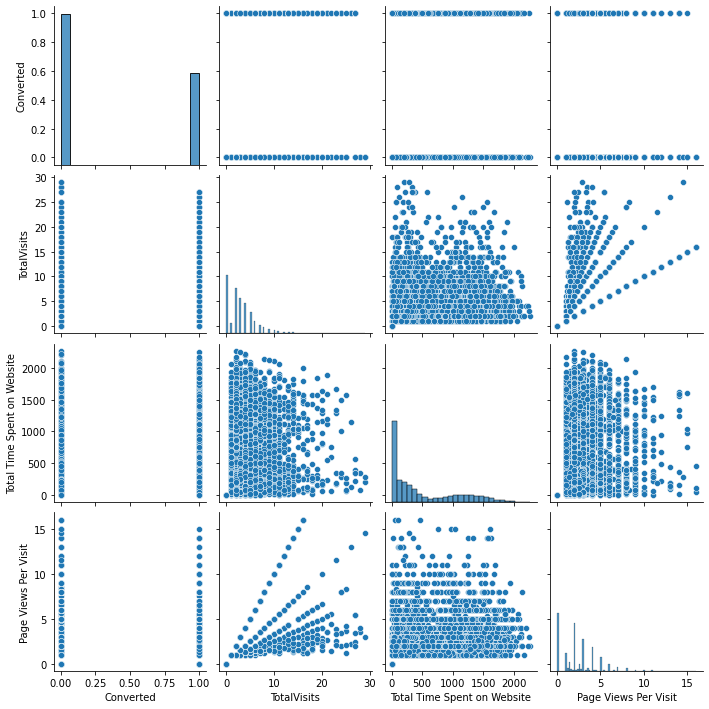 1.0
0.8
0.6
0.4
0.2
0.0
Converted
30
25
20
15
10
5
0
TotalVisits
2000
1500
1000
500
0
Total Time Spent on Website
15
10
5
0
Page Views Per Visit
0.00 0.25 0.50 0.75 1.00
Converted
0 10 20 30
TotalVisits
0 500 1000 1500 2000
Total Time Spent on Website
0 5 10 15
Page Views Per Visit